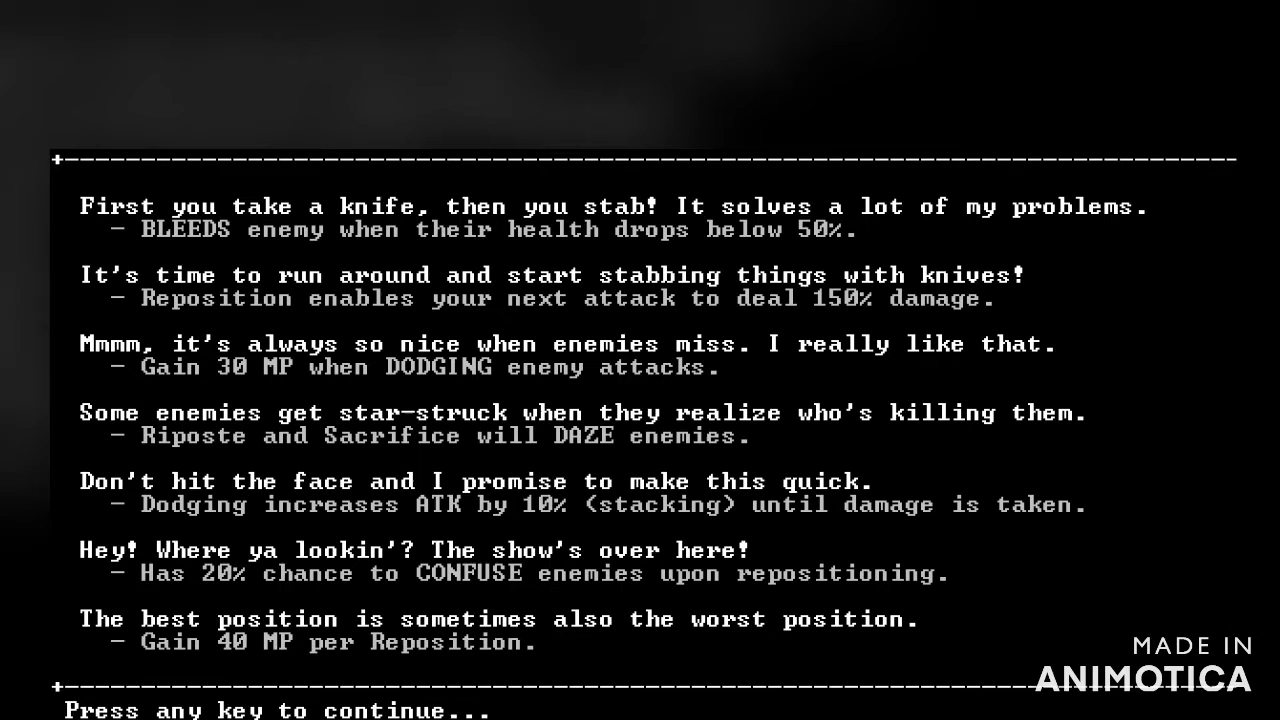 First you take a knife, then you stab! It solves a lot of my problems.
- BLEEDS enemy when their health drops below 50%.
It's time to run around and start stabbing things with knives!
- Reposition enables your next attack to deal 150% damage.
Mmmm, it's always so nice when enemies miss. I really like that.
- Gain 30 MP when DODGING enemy attacks.
Some enemies get star-struck when they realize who's killing them.
- Riposte and Sacrifice will DAZE enemies.
Don't hit the face and I promise to make this quick.
- Dodging increases ATK by 10% (stacking) until damage is taken.
Hey! Where ya lookin'? The show's over here!
- Has 20% chance to CONFUSE enemies upon repositioning.
The best position is sometimes also the worst position.
- Gain 40 MP per Reposition.
MADE IN
ANIMOTICA
Press any key to continue...